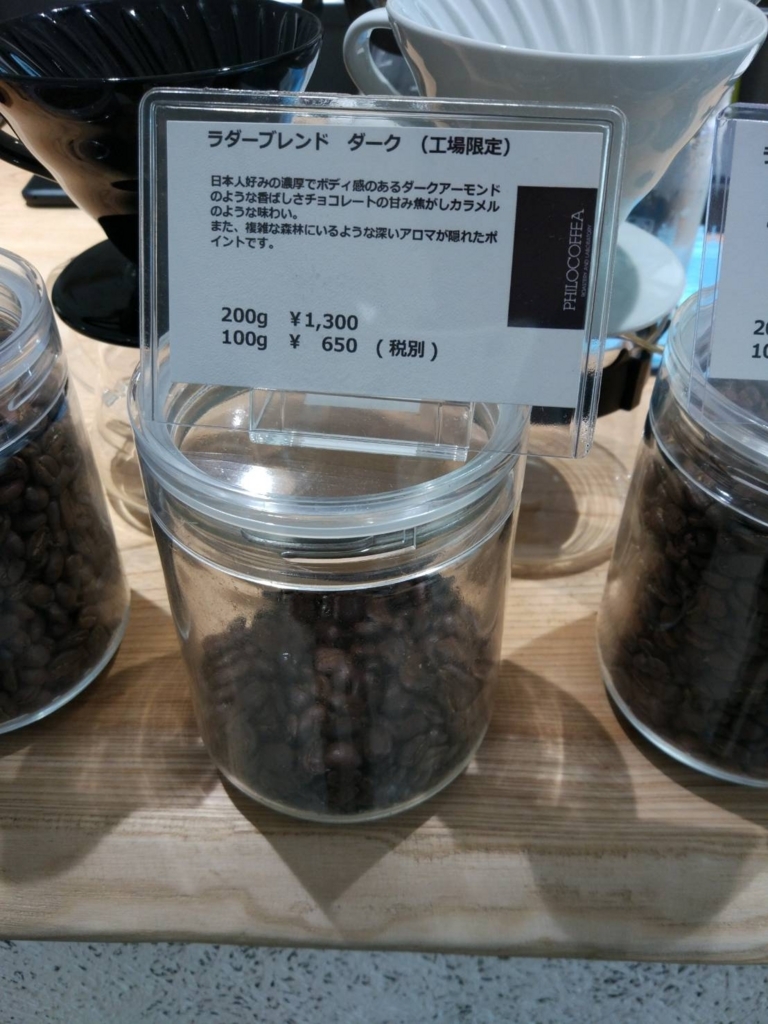 ラダーブレンド　ダーク　（工場限定）
日本人好みの濃厚でボディ感のあるダークアーモンド
のような香ばしさチョコレートの甘み焦がしカラメル
のような味わい。
また、複雑な森林にいるような深いアロマが隠れたポ
イントです。
PHILOCOFFEA
200g ￥1,300
100g ￥ 650 (税別)